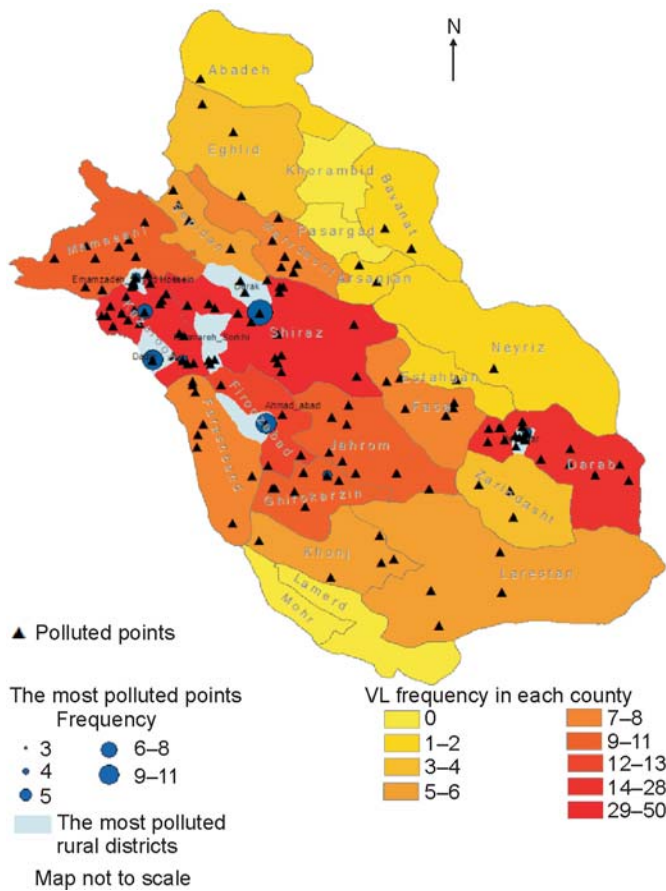 N
Abadeh
Eghlid
Khorambid
Bavanat
Pasargad
Mamasani
Arsanjan
Shiraz
Neyriz
Estahban
Fasa
Ahmad_abad
Firoozabad
Farashband
Jahrom
Darab
Zarindasht
Ghirokarzin
Khonj
Larestan
Lamerd
Mohr
Polluted points
The most polluted points
Frequency
3
4
5
6–8
9–11
The most polluted
rural districts
Map not to scale
VL frequency in each county
0
1–2
3–4
5–6
7–8
9–11
12–13
14–28
29–50